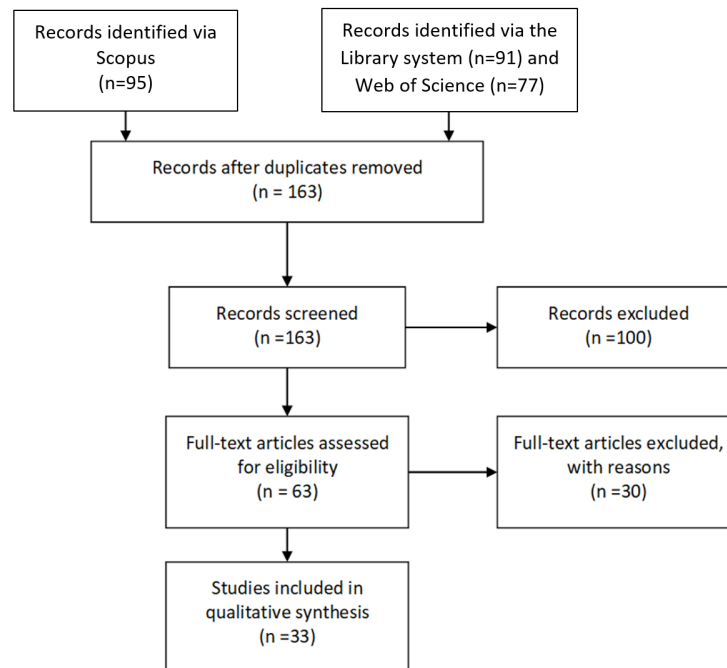 Records identified via
Scopus
(n=95)
Records identified via the
Library system (n=91) and
Web of Science (n=77)
Records after duplicates removed
(n = 163)
Records screened
(n =163)
Records excluded
(n =100)
Full-text articles assessed
for eligibility
(n = 63)
Full-text articles excluded,
with reasons
(n =30)
Studies included in
qualitative synthesis
(n =33)